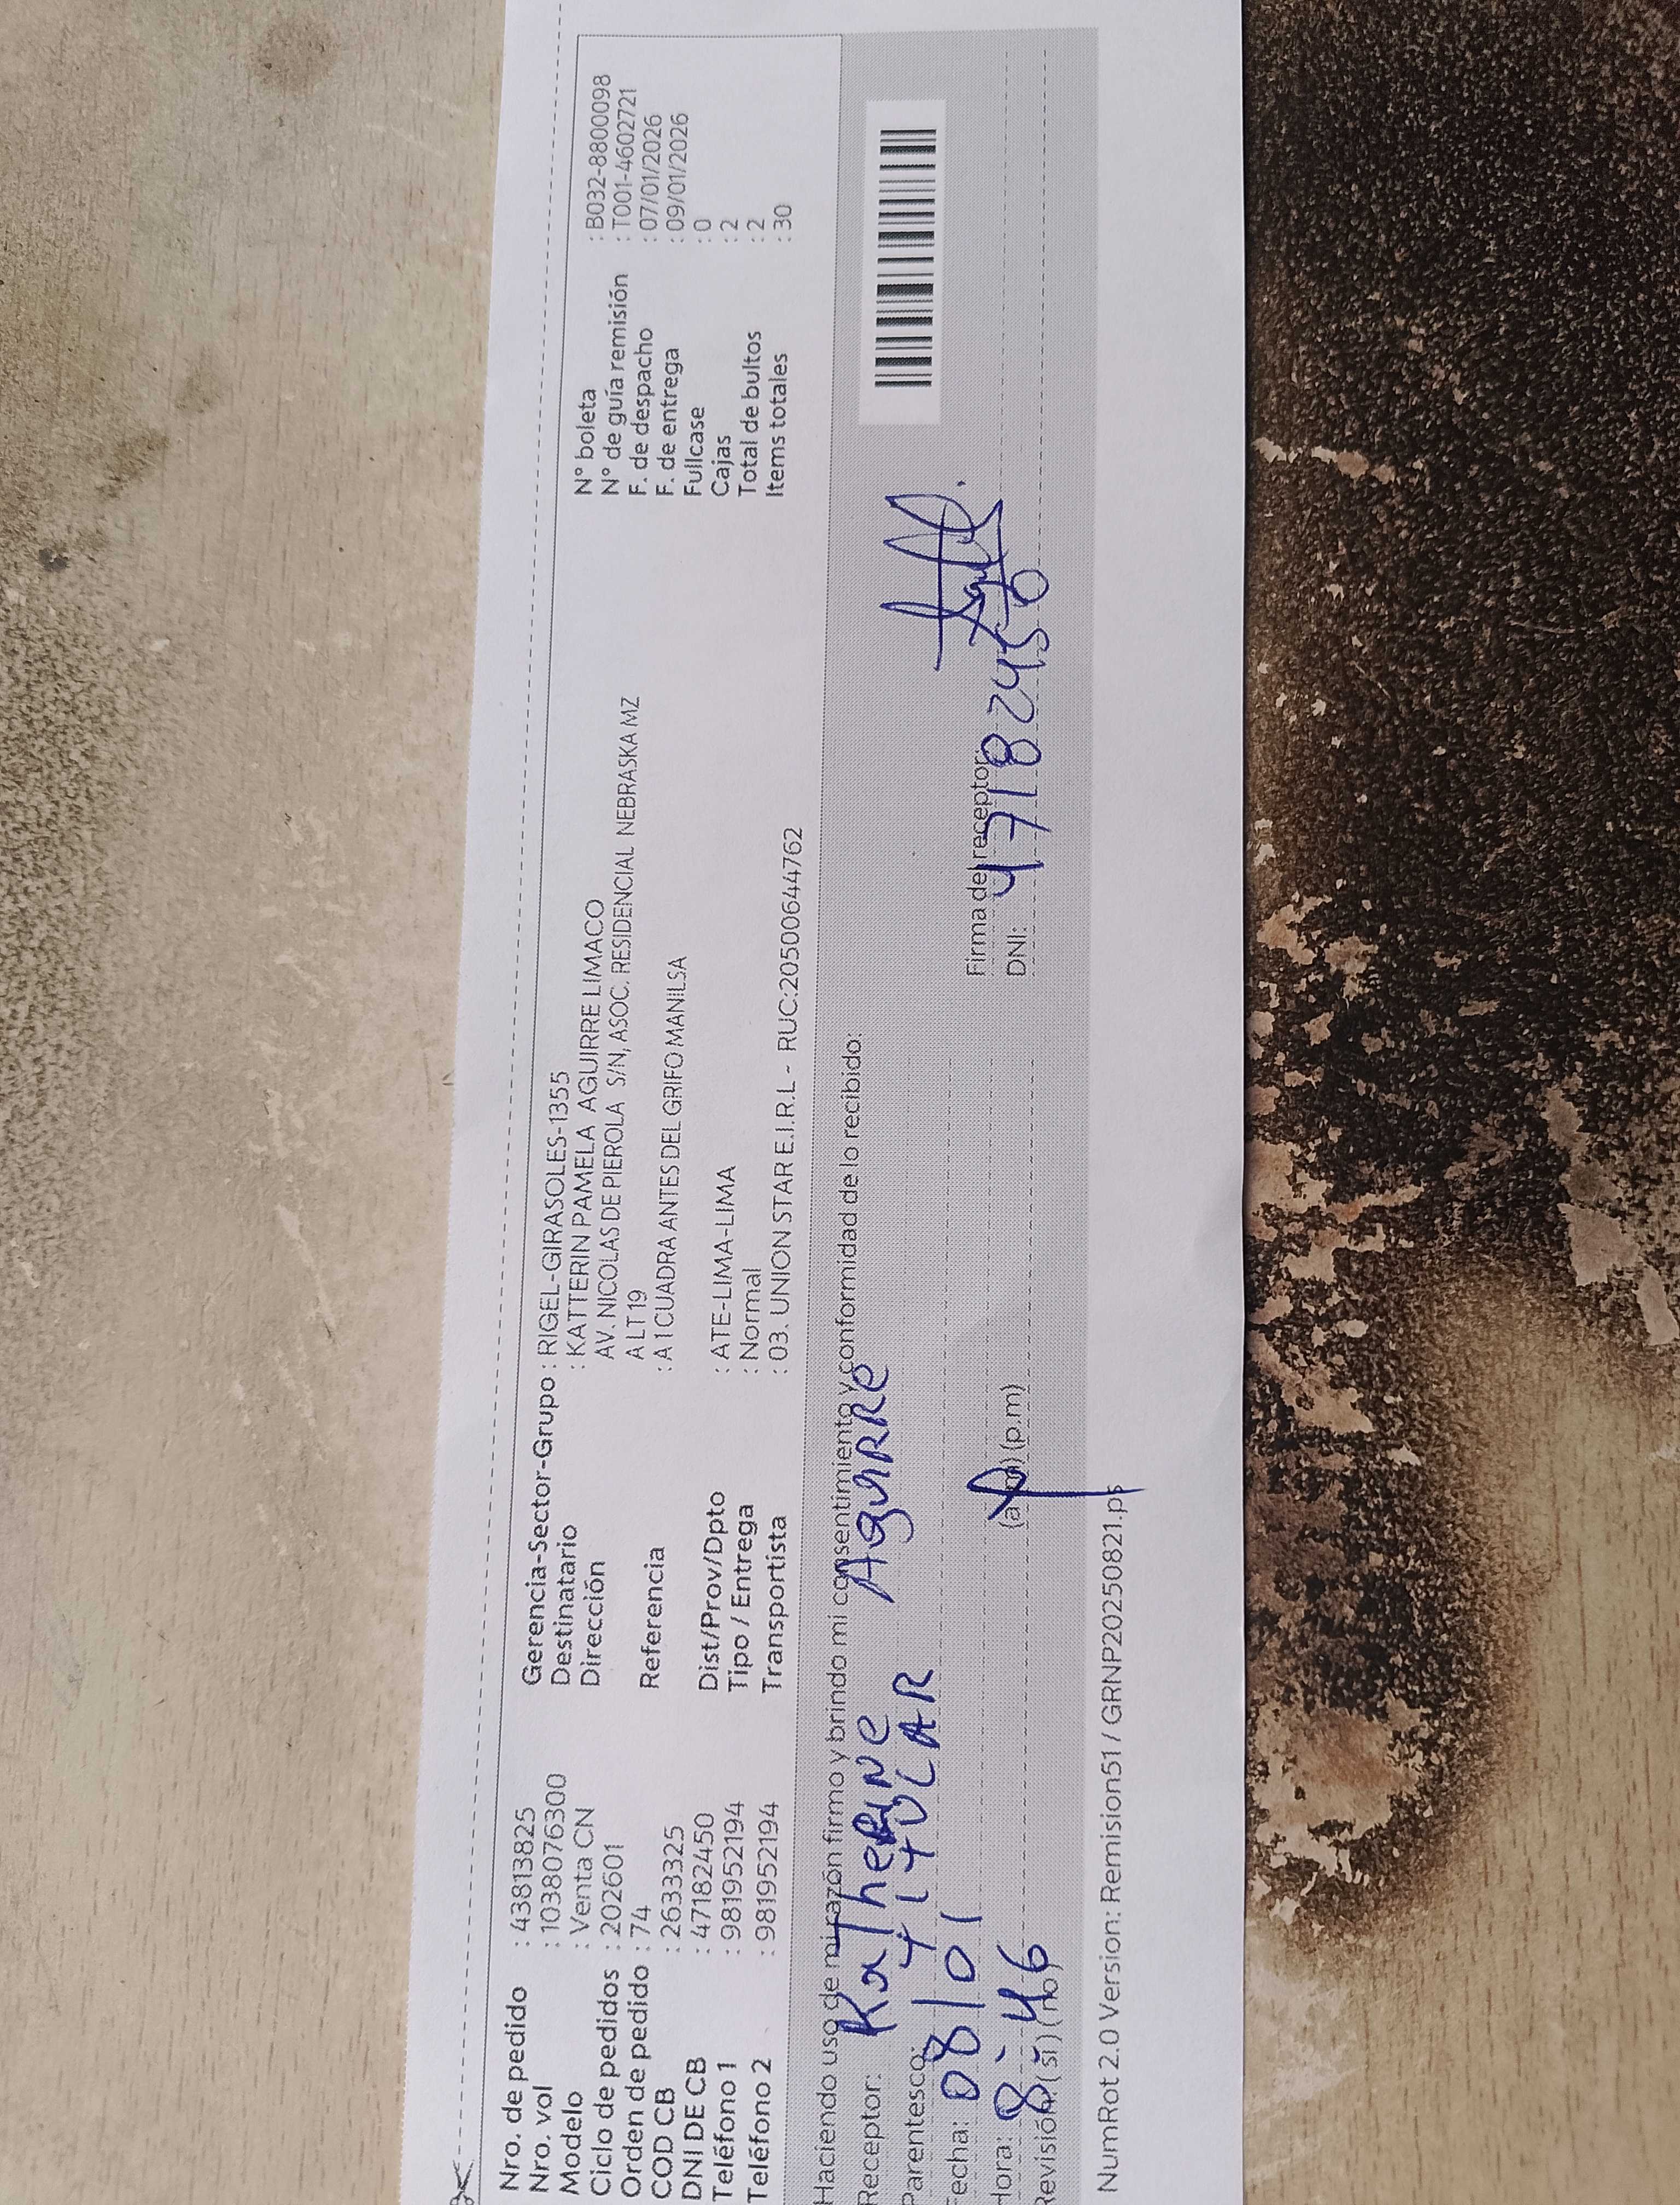 Nro. de pedido : 43813825
Nro. vol : 1038076300
Modelo : Venta CN
Ciclo de pedidos : 202601
Orden de pedido : 74
COD CB : 26333325
DNI DE CB : 47182450
Teléfono 1 : 981952194
Teléfono 2 : 981952194
Gerencia-Sector-Grupo : RIGEL-GIRASOLES-1355
Destinatario : KATTERIN PAMELA AGUIRRE LIMACO
Dirección AV. NICOLAS DE PIEROLA S/N, ASOC. RESIDENCIAL NEBRASKA MZ
A LT 19
Referencia : A 1 CUADRA ANTES DEL GRIFO MANILSA
Dist/Prov/Dpto : ATE-LIMA-LIMA
Tipo / Entrega : Normal
Transportista : 03. UNION STAR E.I.R.L - RUC:20500644762
N° boleta : B032-8800098
N° de guía remisión : T001-4602721
F. de despacho : 07/01/2026
F. de entrega : 09/01/2026
Fullcase : 0
Cajas : 2
Total de bultos : 2
Items totales : 30
Haciendo uso de mi razón firmo y brindo mi consentimiento y conformidad de lo recibido:
Receptor: Katherine Aguirre
Parentesco: TITULAR
Fecha: 08/01
Hora: 8:46 (a.m) (p.m)
Revisión: (si) (no)
Firma del receptor:
DNI: 47182450
NumRot 2.0 Version: Remision51 / GRNP20250821.ps